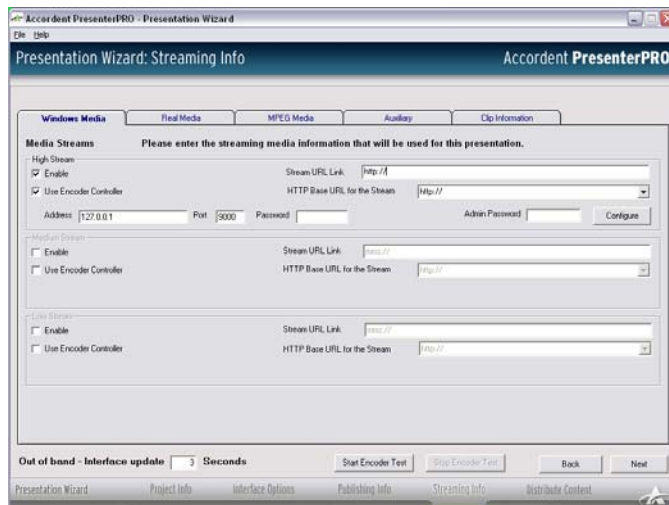 Accordent PresenterPRO - Presentation Wizard
File Help
Presentation Wizard: Streaming Info Accordent PresenterPRO
Windows Media Real Media MPEG Media Auxiliary Clip Information
Media Streams Please enter the streaming media information that will be used for this presentation.
High Stream
Enable Stream URL Link http://
Use Encoder Controller HTTP Base URL for the Stream http://
Address 127.0.0.1 Port 9000 Password Admin Password Configure
Median Stream
Enable Stream URL Link mms://
Use Encoder Controller HTTP Base URL for the Stream http://
Low Stream
Enable Stream URL Link mms://
Use Encoder Controller HTTP Base URL for the Stream http://
Out of band - Interface update 3 Seconds Start Encoder Test Stop Encoder Test Back Next
Presentation Wizard Project Info Interface Options Publishing Info Streaming Info Distribute Content